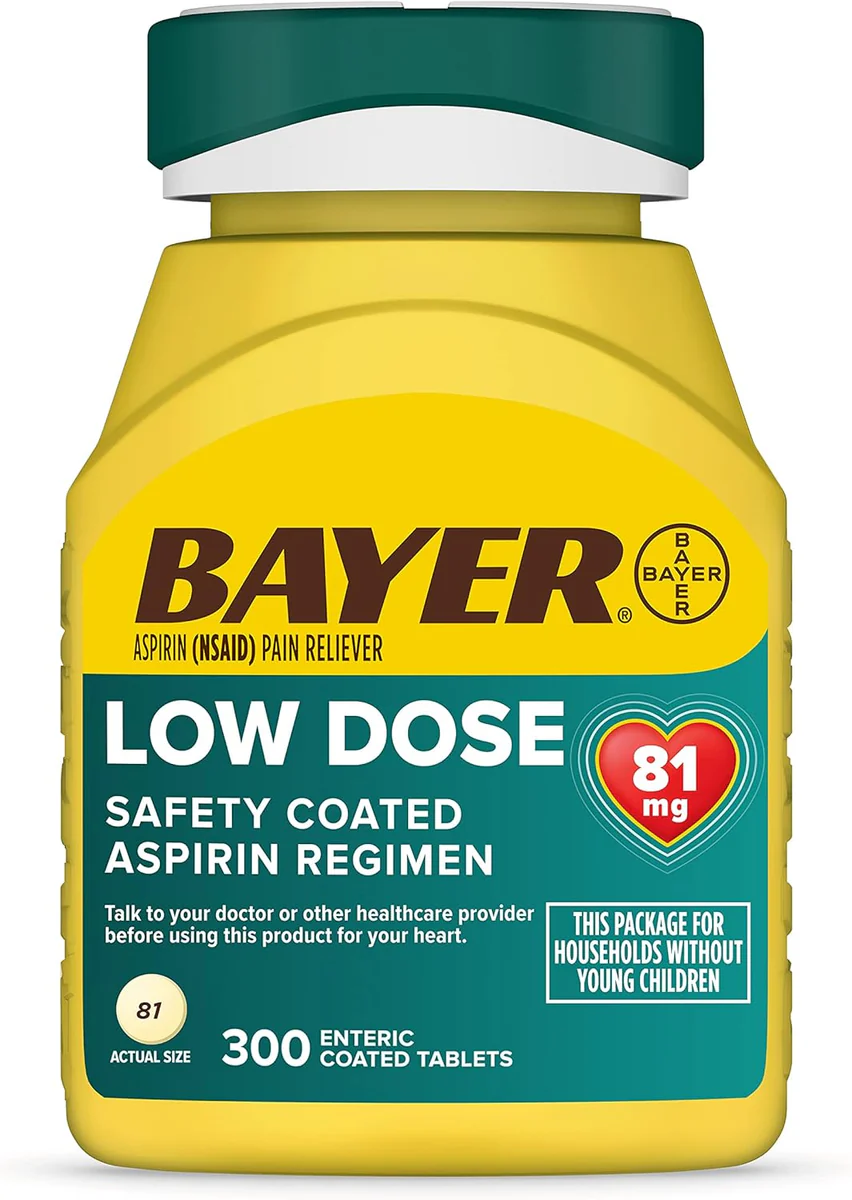 BAYER®
BAYER
BAYER
ASPIRIN (NSAID) PAIN RELIEVER
LOW DOSE
81
mg
SAFETY COATED
ASPIRIN REGIMEN
Talk to your doctor or other healthcare provider
before using this product for your heart.
THIS PACKAGE FOR
HOUSEHOLDS WITHOUT
YOUNG CHILDREN
81
ACTUAL SIZE
300 ENTERIC
COATED TABLETS